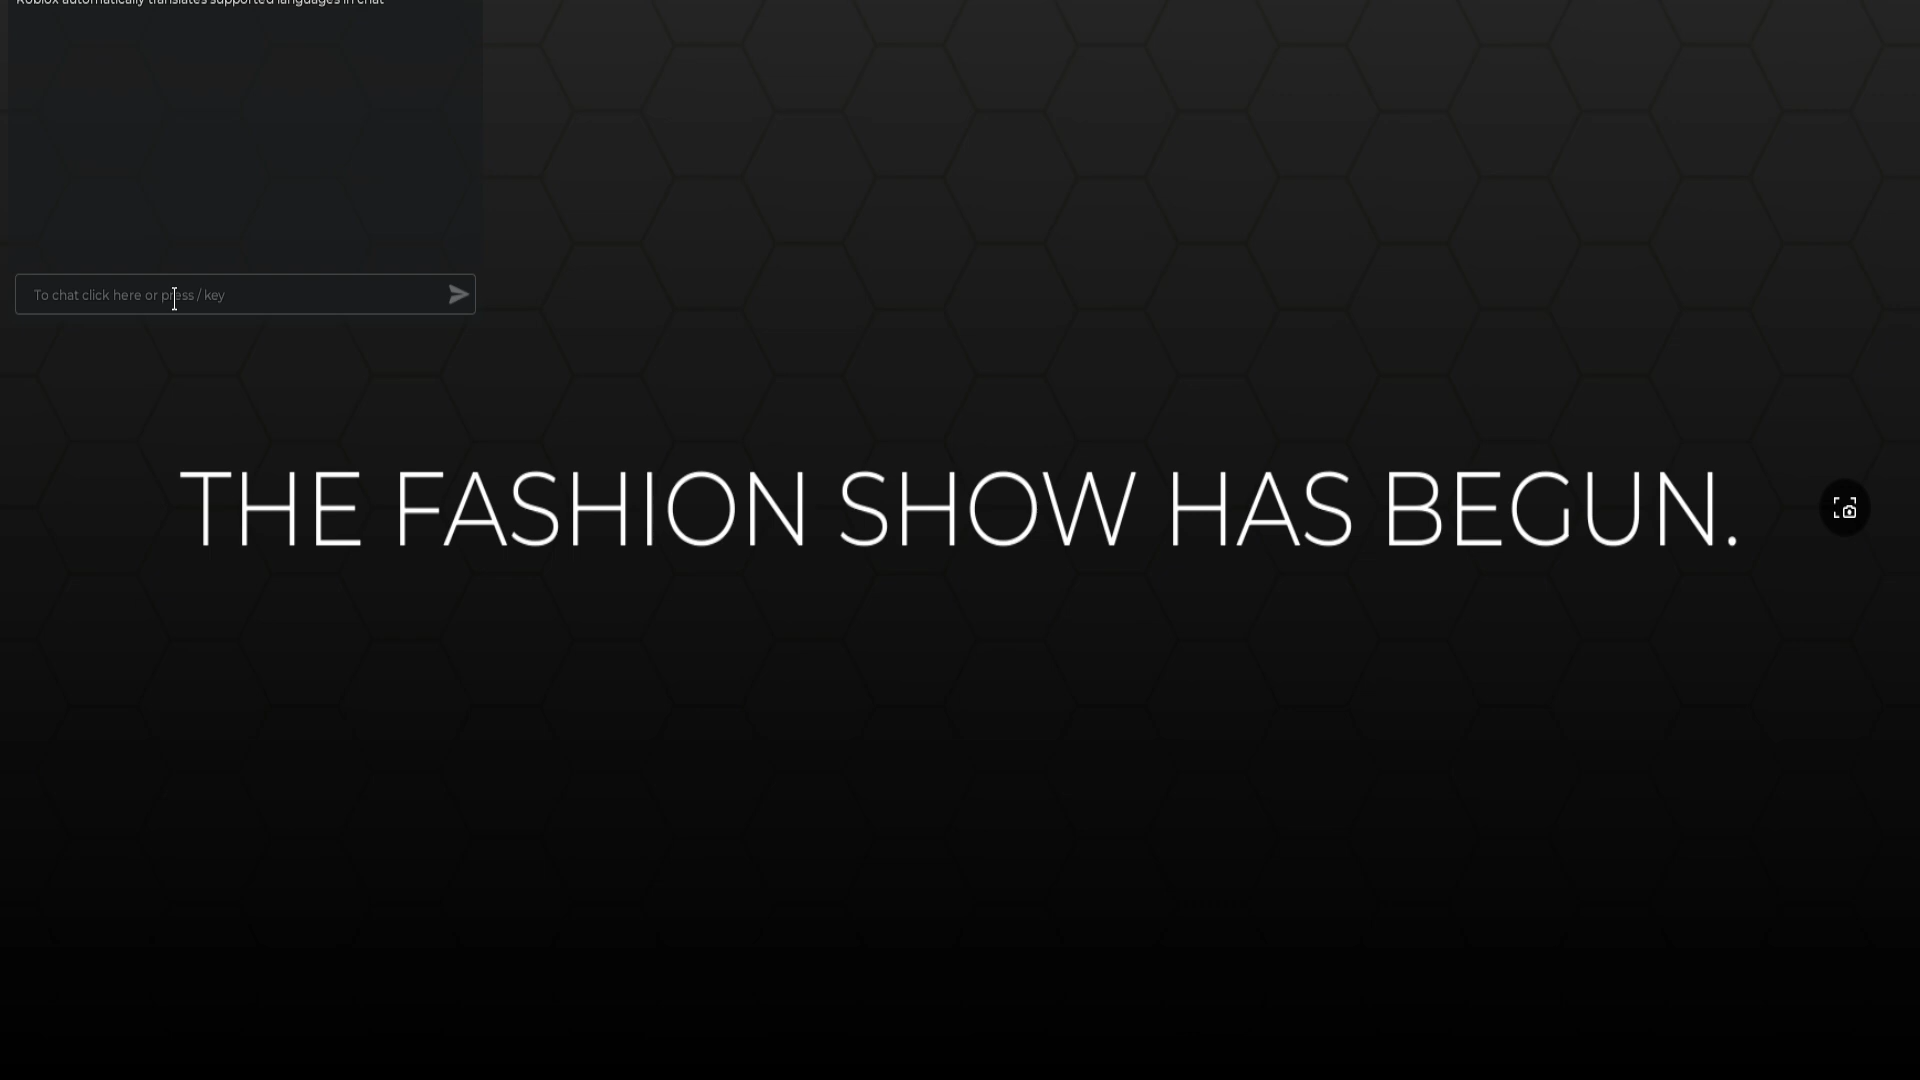 Roblox automatically translates supported languages in chat
To chat click here or press / key
THE FASHION SHOW HAS BEGUN.